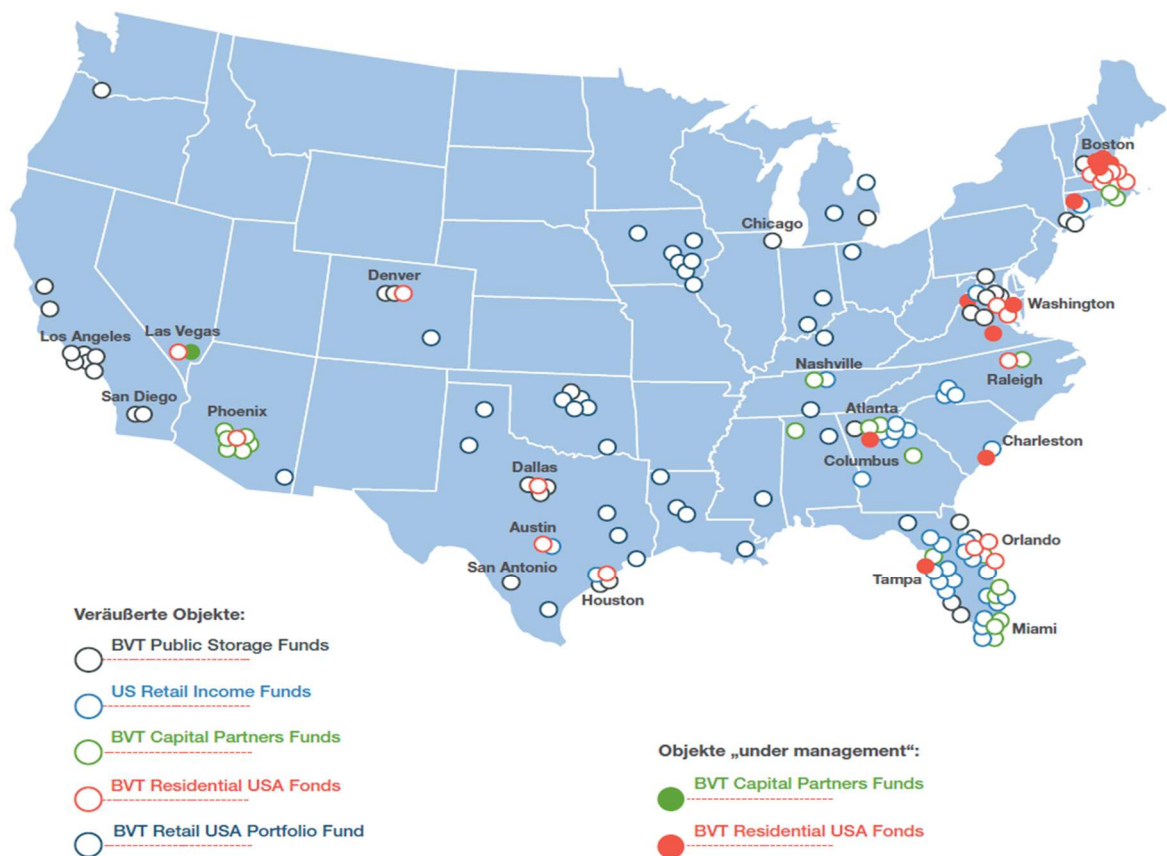 Boston
Chicago
Denver
Washington
Los Angeles
Las Vegas
Nashville
Raleigh
San Diego
Phoenix
Atlanta
Charleston
Columbus
Dallas
Austin
Orlando
San Antonio
Tampa
Houston
Miami
Veräußerte Objekte:
BVT Public Storage Funds
US Retail Income Funds
BVT Capital Partners Funds
BVT Residential USA Fonds
BVT Retail USA Portfolio Fund
Objekte „under management“:
BVT Capital Partners Funds
BVT Residential USA Fonds